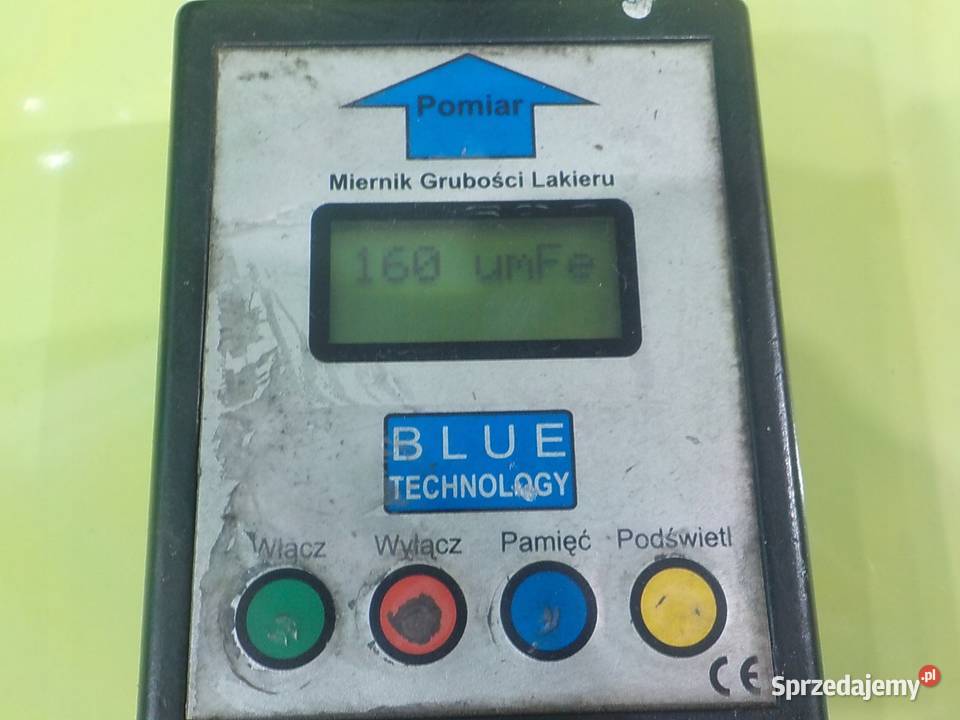 Pomiar
Miernik Grubości Lakieru
160 umFe
BLUE
TECHNOLOGY
Włącz Wyłącz Pamięć Podświetl
CE
Sprzedajemy.pl